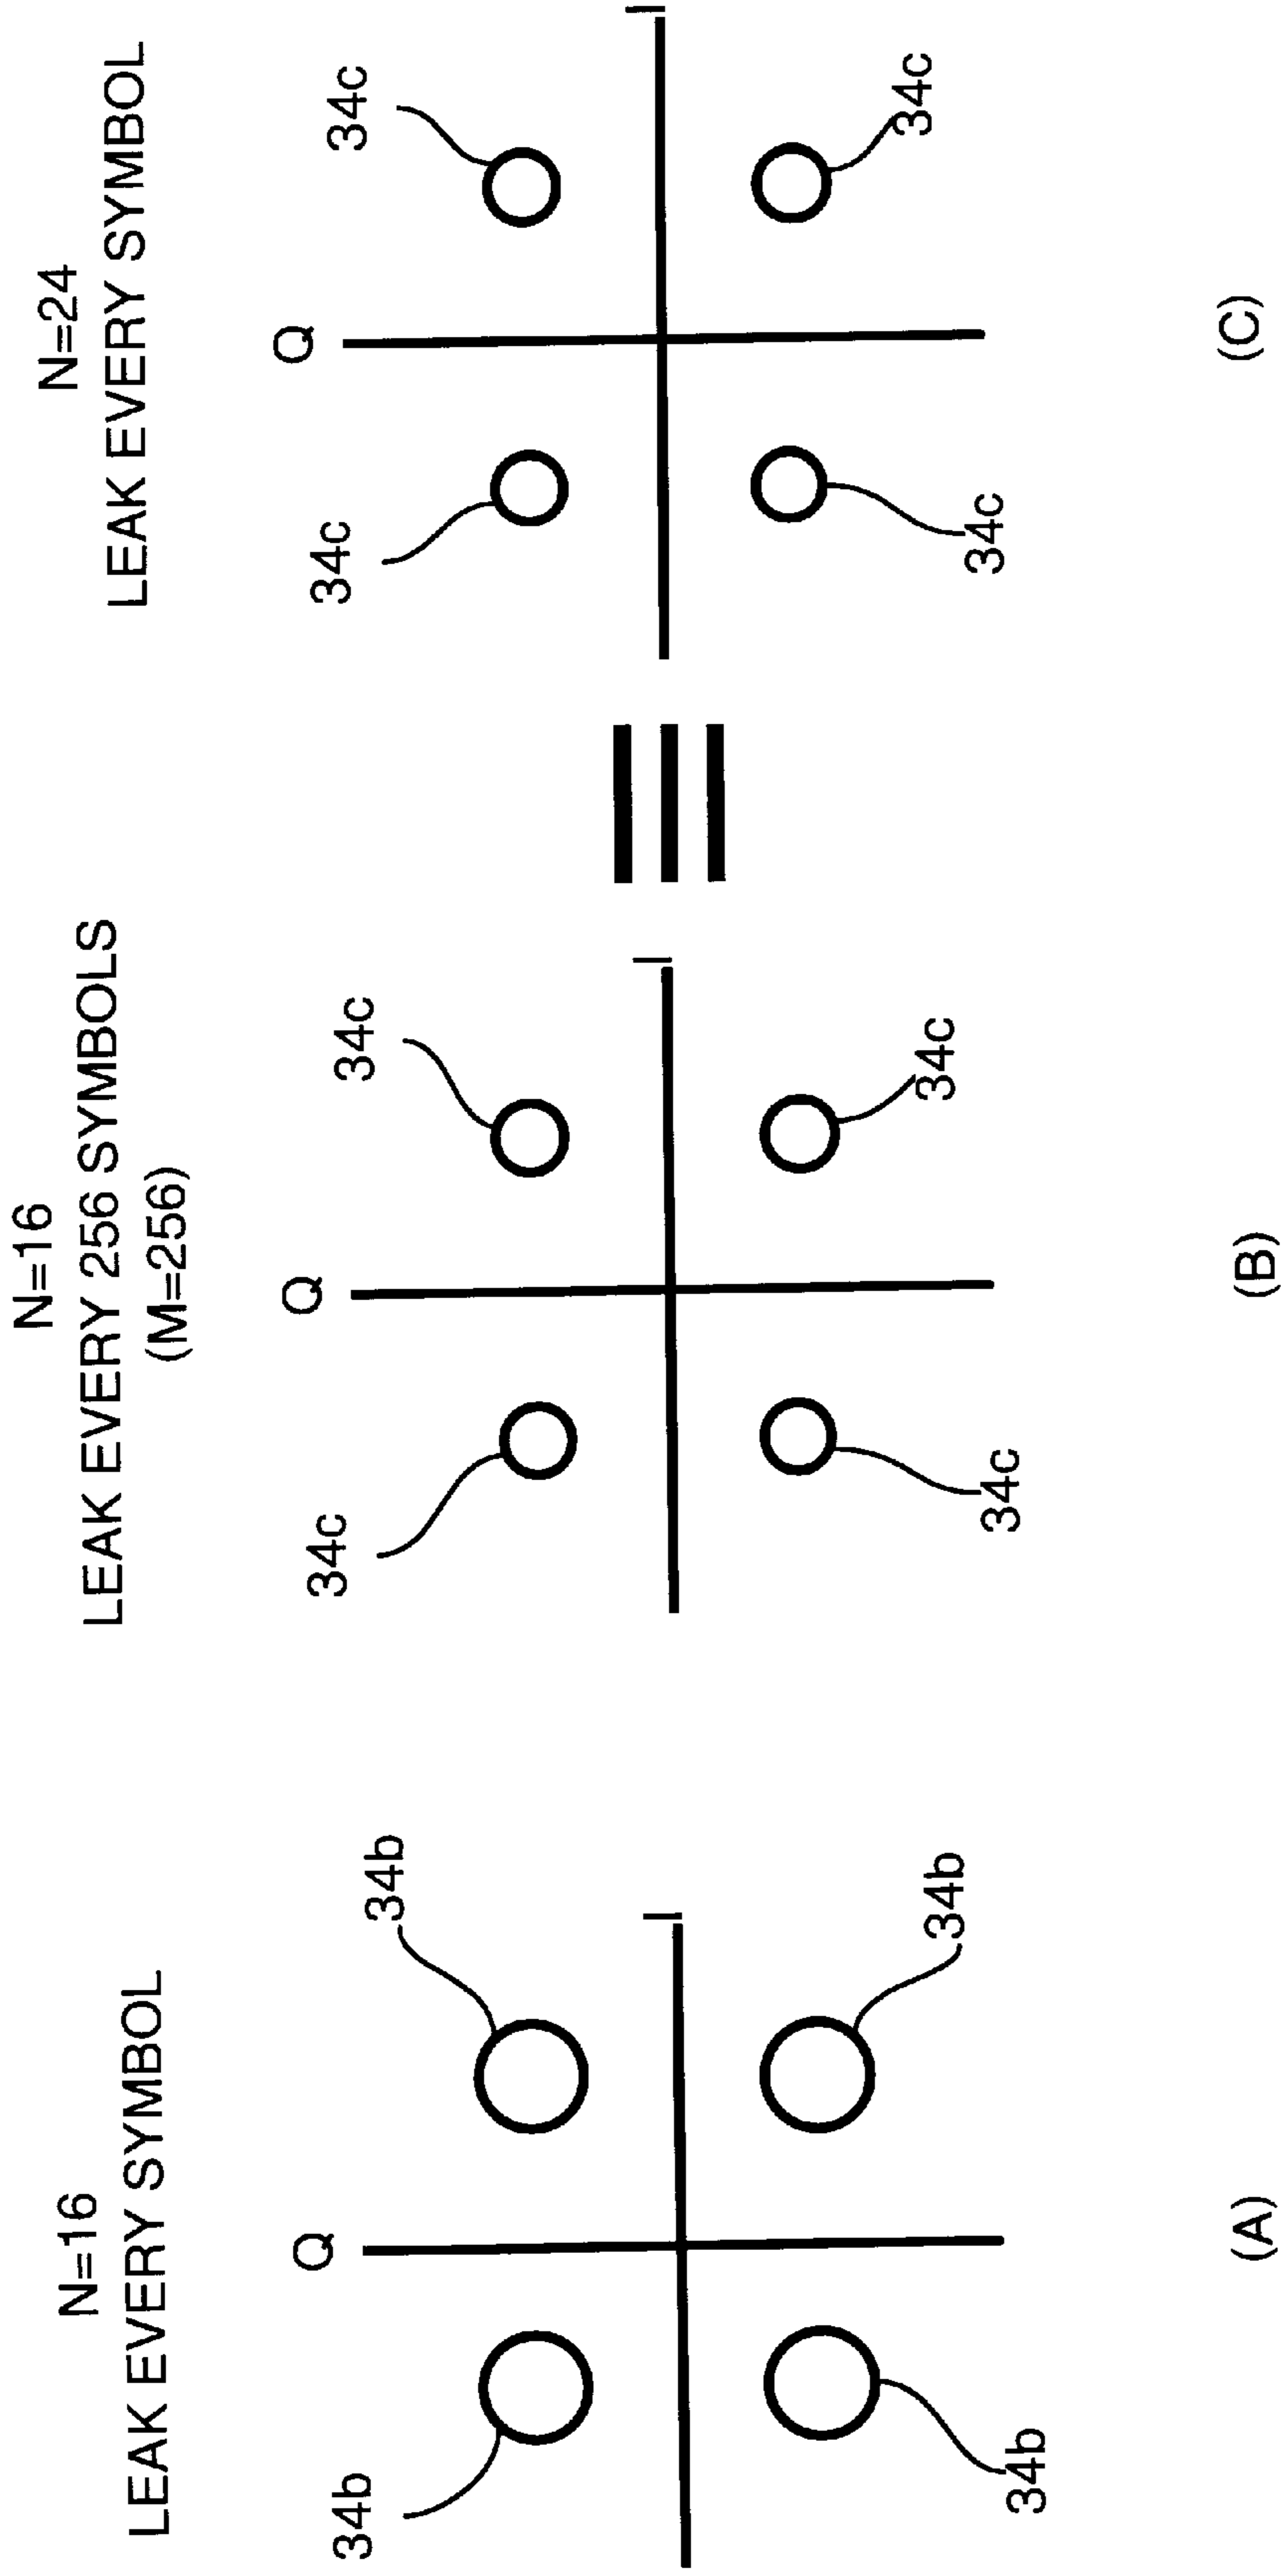 N=16
LEAK EVERY SYMBOL
Q
34b
34b
I
34b
34b
(A)
N=16
LEAK EVERY 256 SYMBOLS
(M=256)
Q
34c
34c
I
34c
34c
(B)
N=24
LEAK EVERY SYMBOL
Q
34c
34c
I
34c
34c
(C)